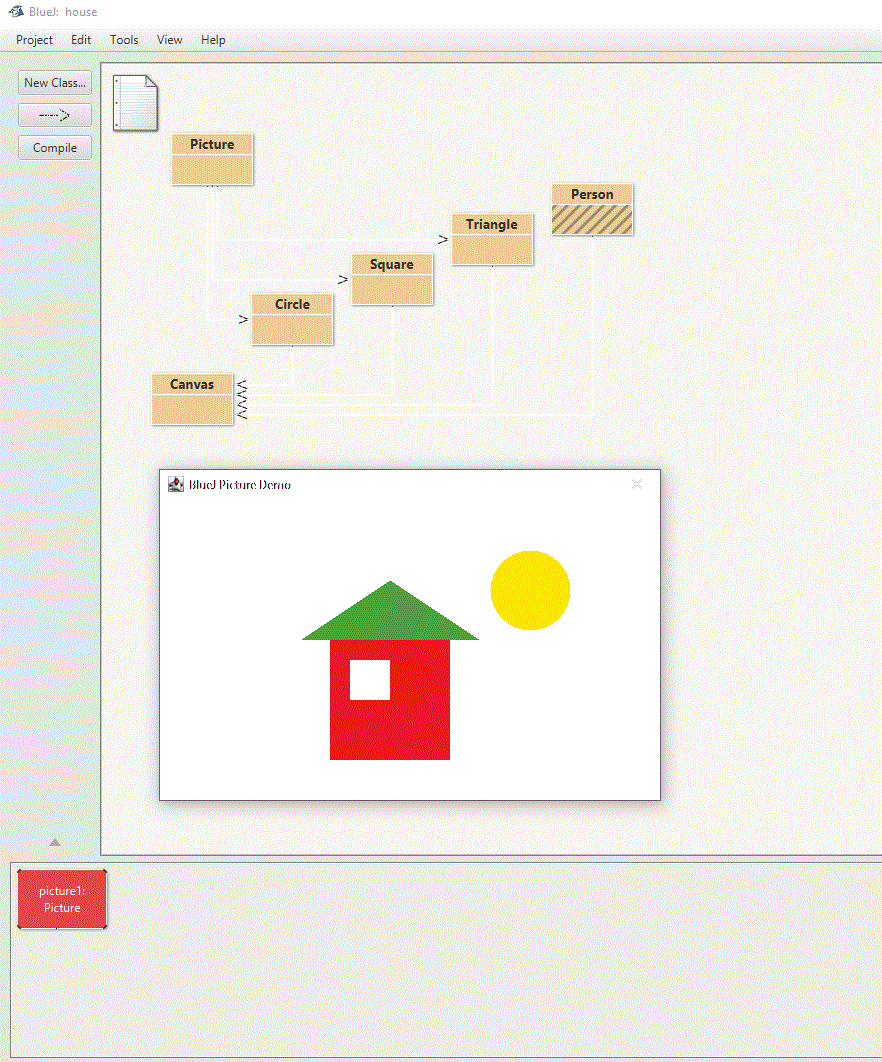 BlueJ: house
Project Edit Tools View Help
New Class...
Compile
Picture
Person
Triangle
Square
Circle
Canvas
BlueJ Picture Demo
picture1:
Picture